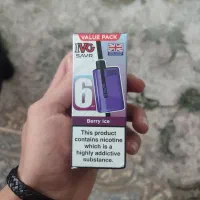 VALUE PACK
IVG
SAVR
6
Berry Ice
This product
contains nicotine
which is a
highly addictive
substance.